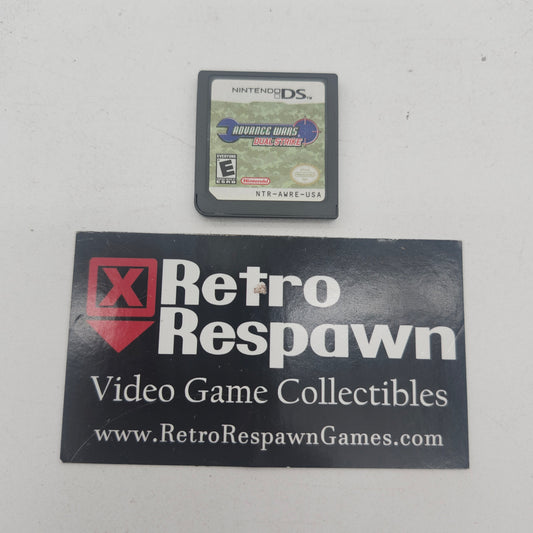 NINTENDO DS™
ADVANCE WARS
DUAL STRIKE
EVERYONE
E
ESRB
Nintendo
NTR-AWRE-USA
X Retro
Respawn
Video Game Collectibles
www.RetroRespawnGames.com